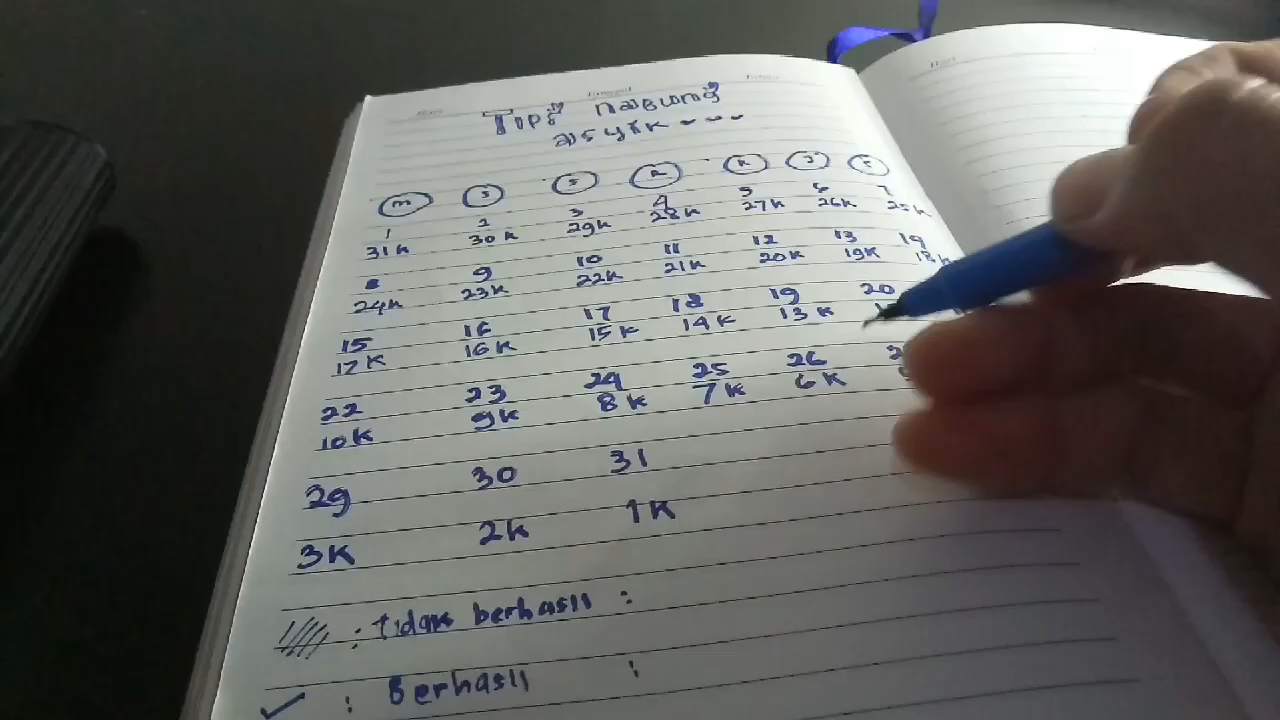 M S S R K J S
1 2 3 4 5 6 7
31K 30K 29K 28K 27K 26K 25K
8 9 10 11 12 13 14
24K 23K 22K 21K 20K 19K 18K
15 16 17 18 19 20
17K 16K 15K 14K 13K
22 23 24 25 26
10K 9K 8K 7K 6K
29 30 31
3K 2K 1K
: Tidak berhasil :
✓ : Berhasil :